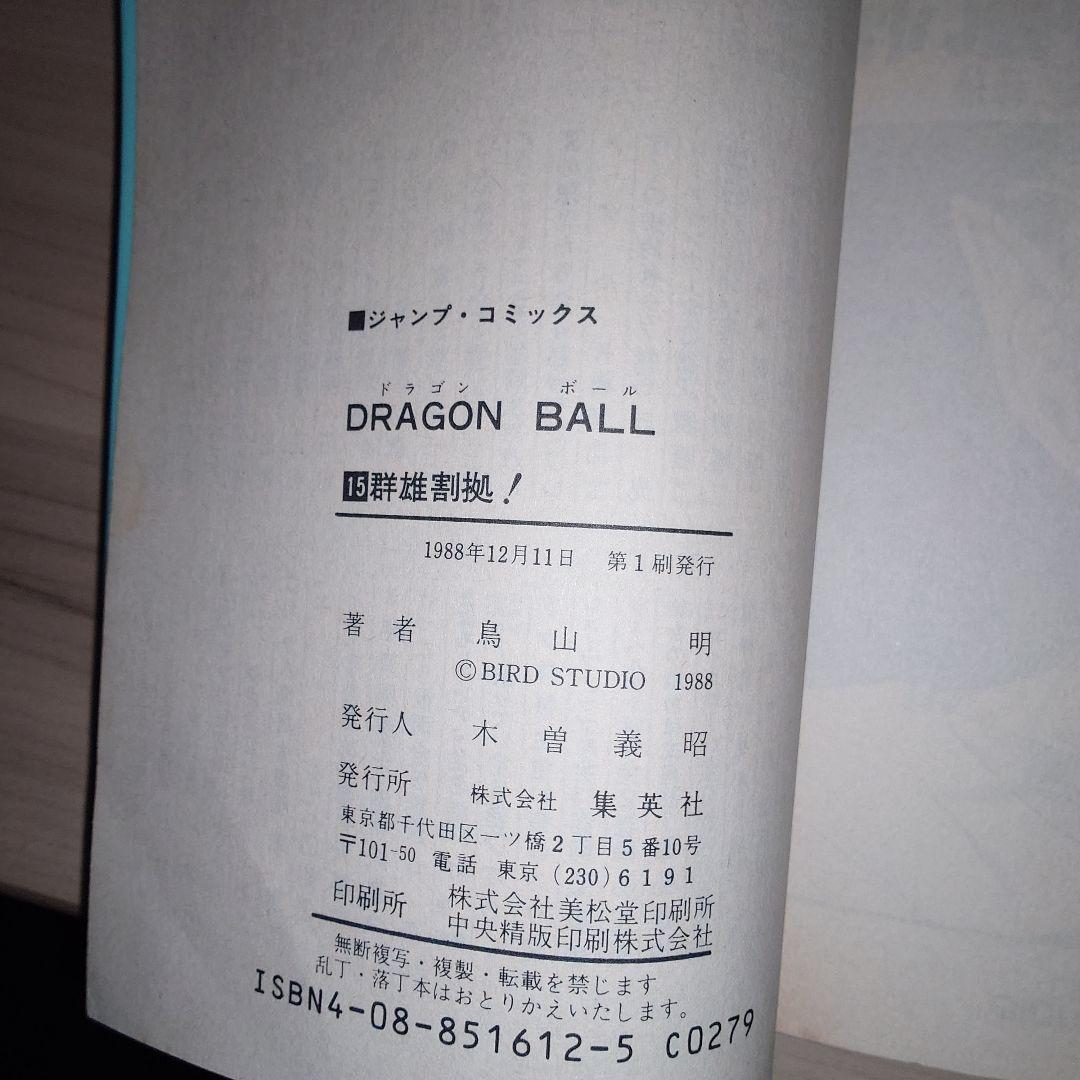 ■ジャンプ・コミックス
ドラゴン ボール
DRAGON BALL
15群雄割拠!
1988年12月11日 第1刷発行
著者 鳥山 明
©BIRD STUDIO 1988
発行人 木曽義昭
発行所 株式会社 集英社
東京都千代田区一ツ橋2丁目5番10号
〒101-50 電話 東京(230)6191
印刷所 株式会社美松堂印刷所
中央精版印刷株式会社
無断複写・複製・転載を禁じます
乱丁・落丁本はおとりかえいたします。
ISBN4-08-851612-5 C0279